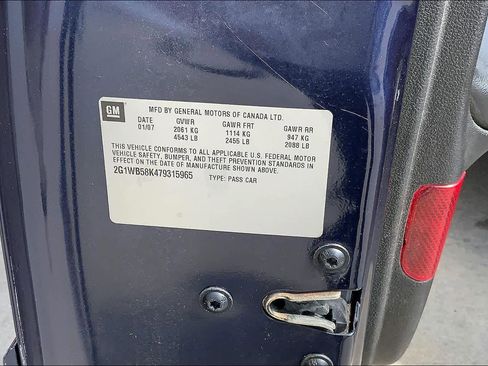 GM
MFD BY GENERAL MOTORS OF CANADA LTD.
DATE GVWR GAWR FRT GAWR RR
01/07 2061 KG 1114 KG 947 KG
4543 LB 2455 LB 2088 LB
THIS VEHICLE CONFORMS TO ALL APPLICABLE U.S. FEDERAL MOTOR
VEHICLE SAFETY, BUMPER, AND THEFT PREVENTION STANDARDS IN
EFFECT ON THE DATE OF MANUFACTURE SHOWN ABOVE.
2G1WB58K479315965 TYPE: PASS CAR